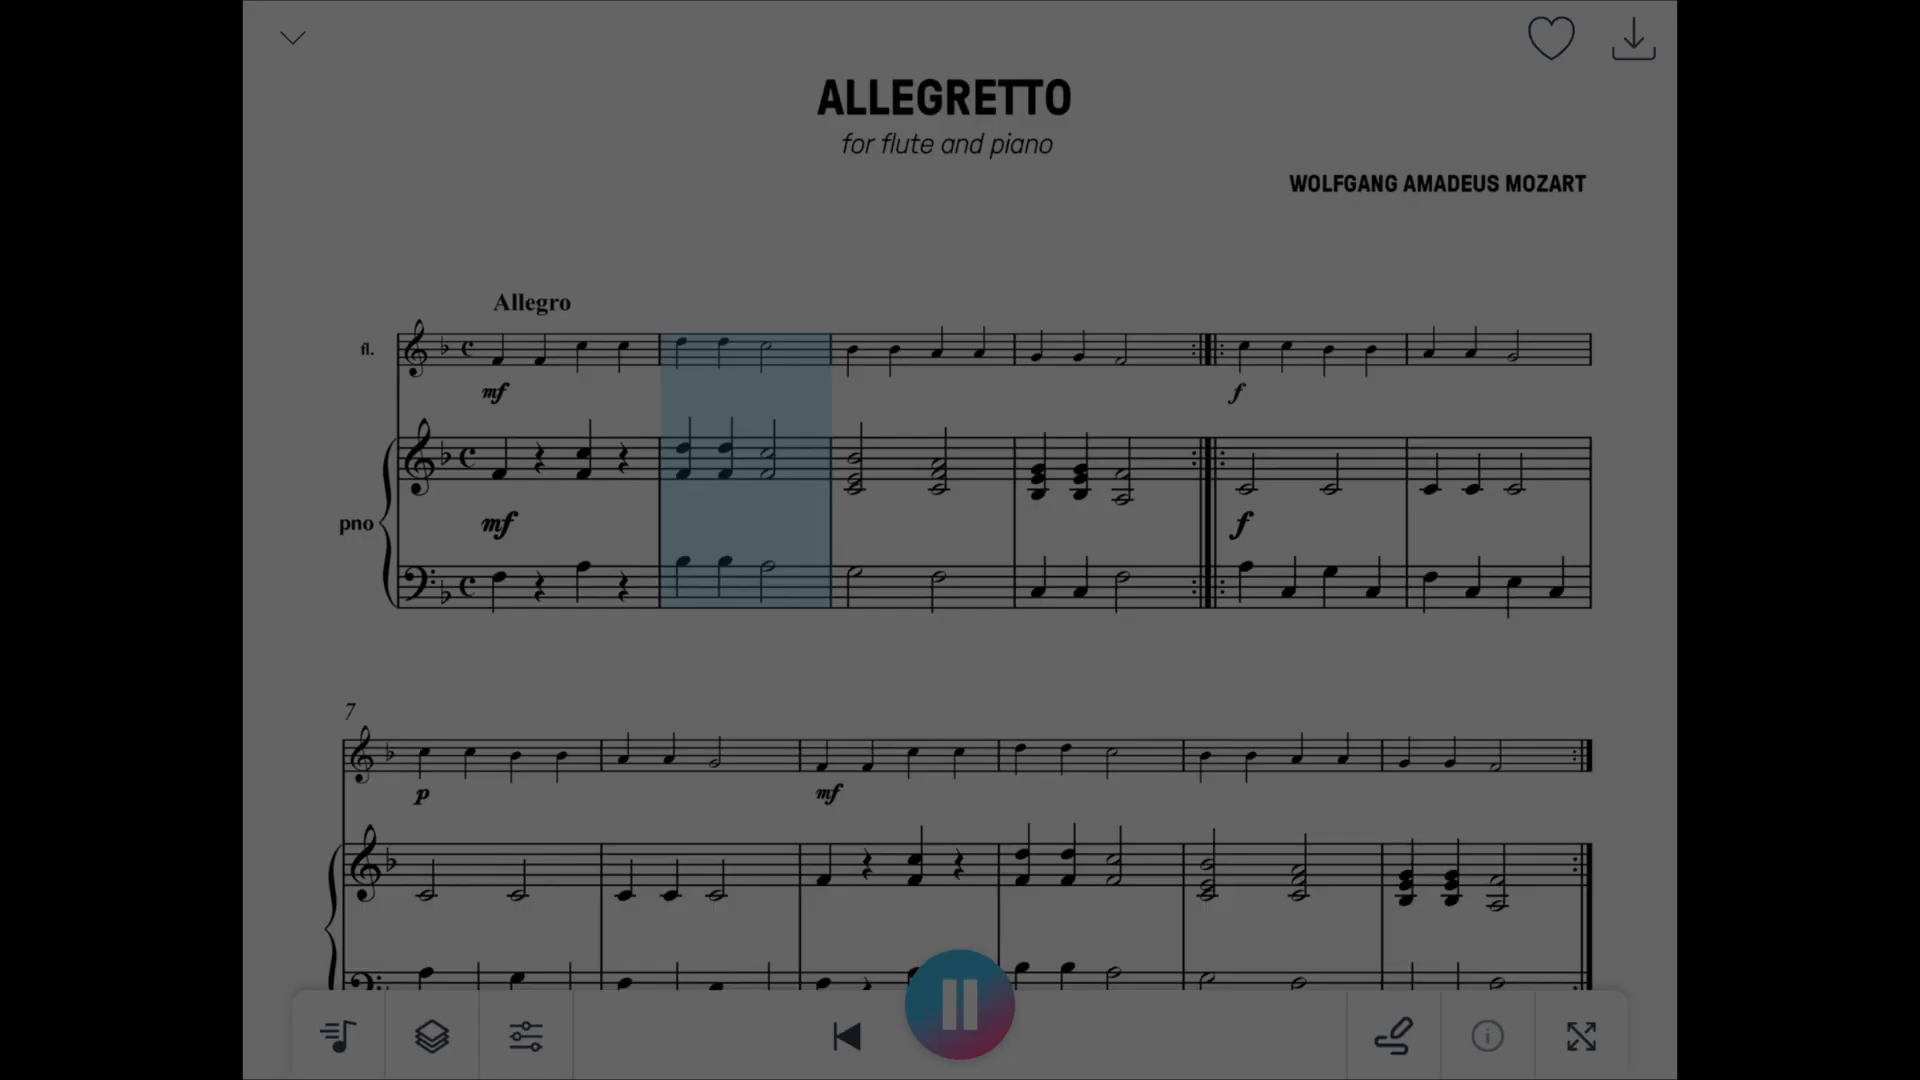 ALLEGRETTO
for flute and piano
WOLFGANG AMADEUS MOZART
Allegro
fl.
mf
f
pno
mf
f
7
p
mf